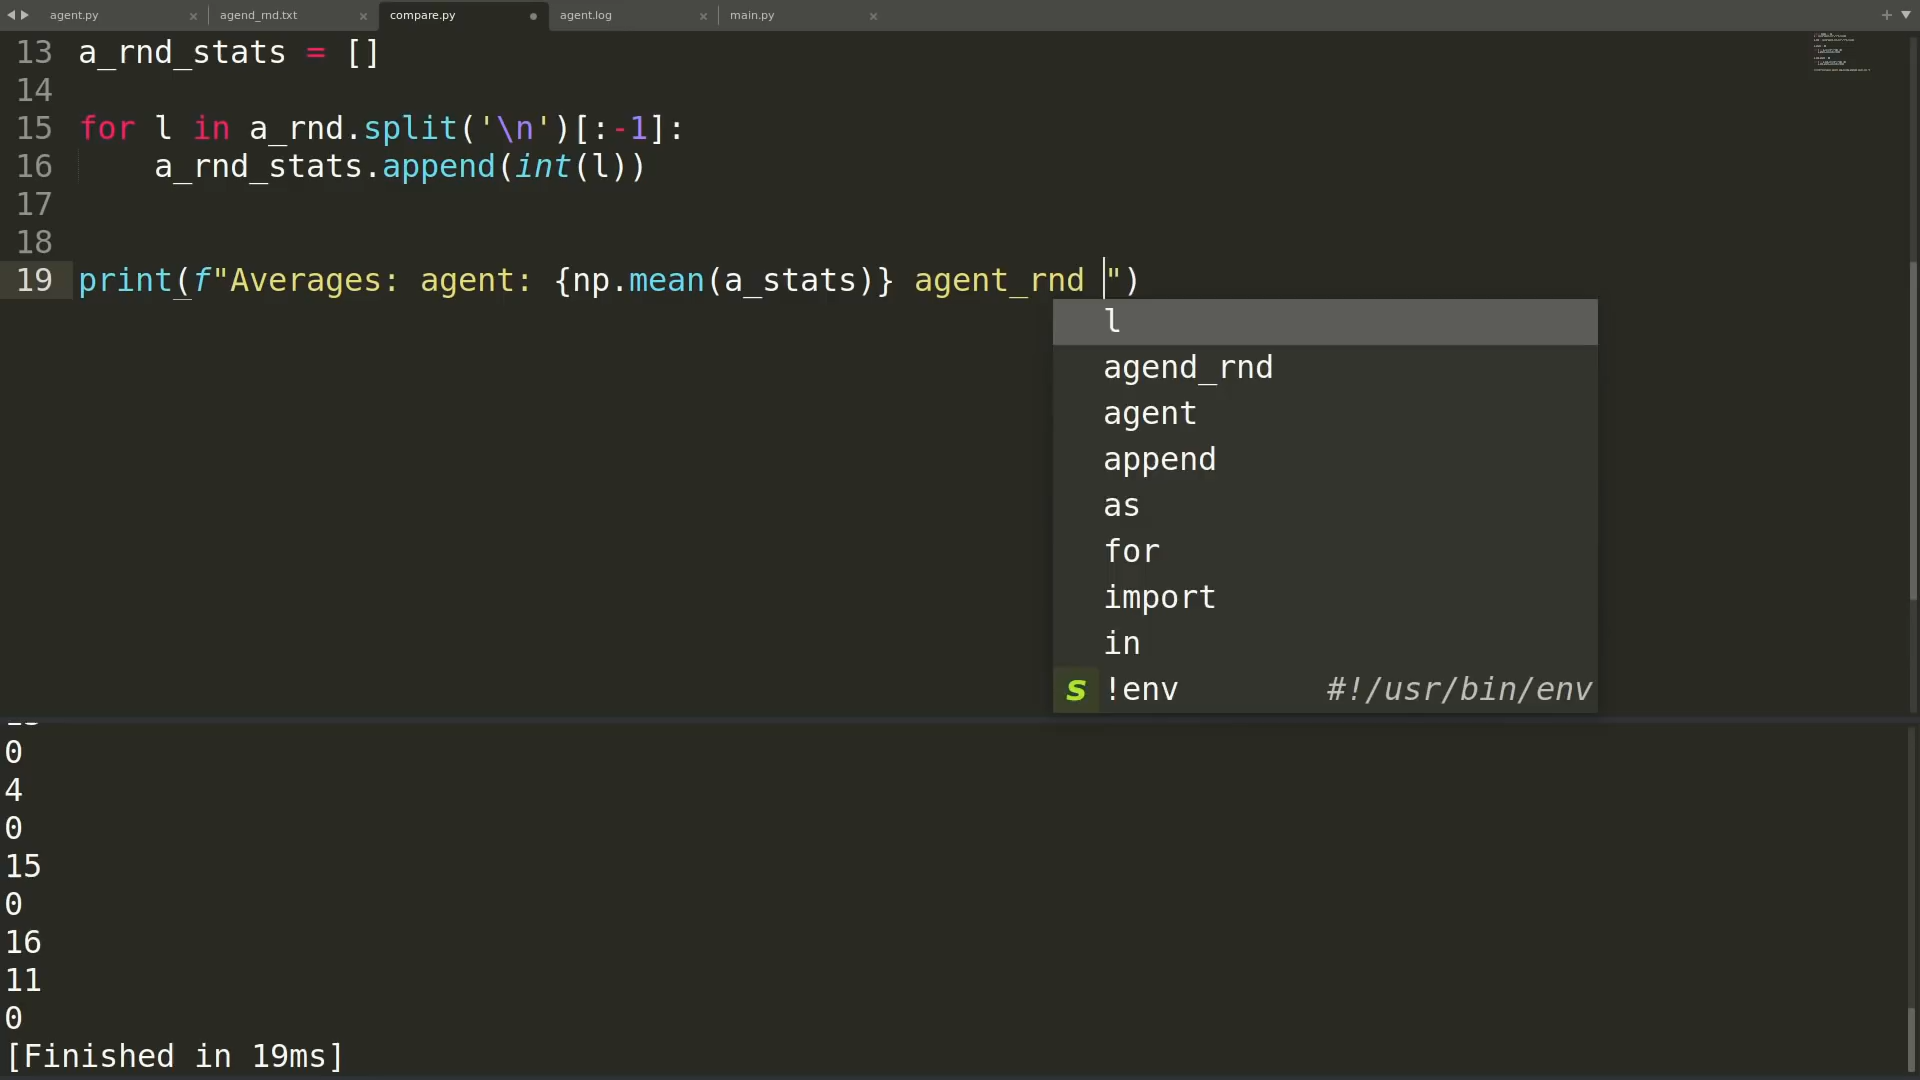 agent.py
agend_rnd.txt
compare.py
agent.log
main.py
13 a_rnd_stats = []
14
15 for l in a_rnd.split('\n')[:-1]:
16 a_rnd_stats.append(int(l))
17
18
19 print(f"Averages: agent: {np.mean(a_stats)} agent_rnd ")
l
agend_rnd
agent
append
as
for
import
in
s !env #!/usr/bin/env
0
4
0
15
0
16
11
0
[Finished in 19ms]